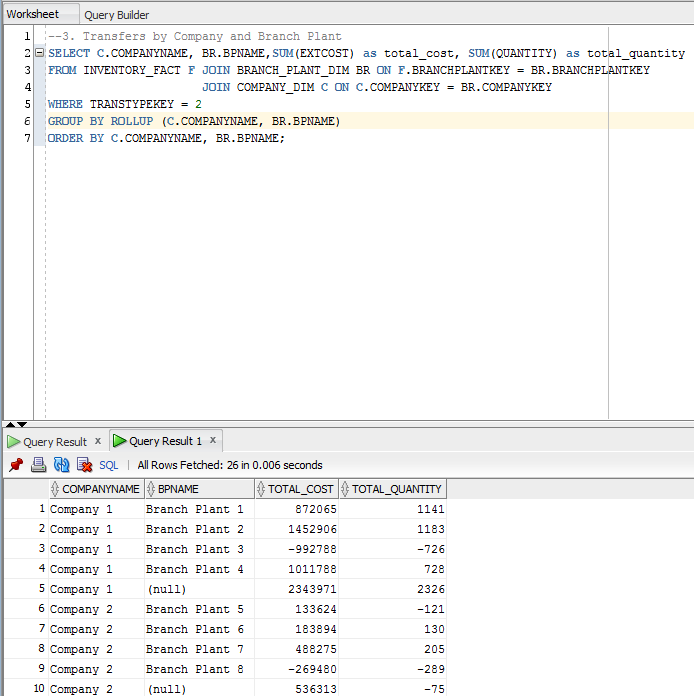 Worksheet Query Builder
1 --3. Transfers by Company and Branch Plant
2 SELECT C.COMPANYNAME, BR.BPNAME,SUM(EXTCOST) as total_cost, SUM(QUANTITY) as total_quantity
3 FROM INVENTORY_FACT F JOIN BRANCH_PLANT_DIM BR ON F.BRANCHPLANTKEY = BR.BRANCHPLANTKEY
4 JOIN COMPANY_DIM C ON C.COMPANYKEY = BR.COMPANYKEY
5 WHERE TRANSTYPEKEY = 2
6 GROUP BY ROLLUP (C.COMPANYNAME, BR.BPNAME)
7 ORDER BY C.COMPANYNAME, BR.BPNAME;
Query Result x Query Result 1 x
SQL | All Rows Fetched: 26 in 0.006 seconds
COMPANYNAME BPNAME TOTAL_COST TOTAL_QUANTITY
1 Company 1 Branch Plant 1 872065 1141
2 Company 1 Branch Plant 2 1452906 1183
3 Company 1 Branch Plant 3 -992788 -726
4 Company 1 Branch Plant 4 1011788 728
5 Company 1 (null) 2343971 2326
6 Company 2 Branch Plant 5 133624 -121
7 Company 2 Branch Plant 6 183894 130
8 Company 2 Branch Plant 7 488275 205
9 Company 2 Branch Plant 8 -269480 -289
10 Company 2 (null) 536313 -75